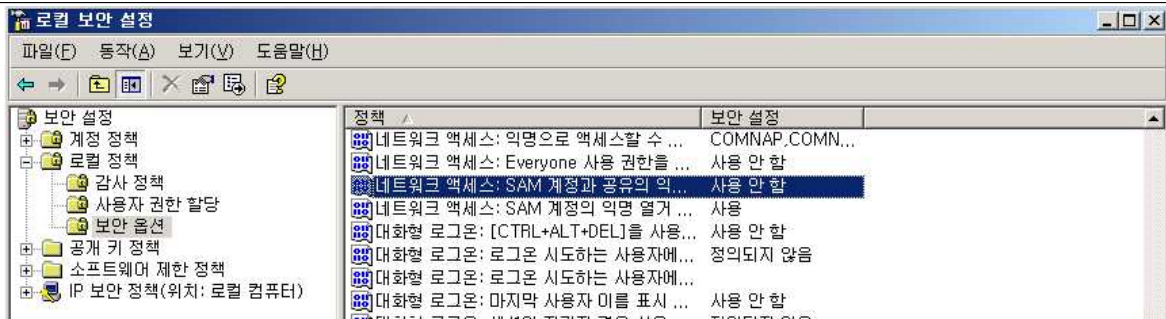 로컬 보안 설정
파일(F) 동작(A) 보기(V) 도움말(H)
보안 설정
계정 정책
로컬 정책
감사 정책
사용자 권한 할당
보안 옵션
공개 키 정책
소프트웨어 제한 정책
IP 보안 정책(위치: 로컬 컴퓨터)
정책 보안 설정
네트워크 액세스: 익명으로 액세스할 수 ... COMNAP,COMN...
네트워크 액세스: Everyone 사용 권한을 ... 사용 안 함
네트워크 액세스: SAM 계정과 공유의 익... 사용 안 함
네트워크 액세스: SAM 계정의 익명 열거 ... 사용
대화형 로그온: [CTRL+ALT+DEL]을 사용... 사용 안 함
대화형 로그온: 로그온 시도하는 사용자에... 정의되지 않음
대화형 로그온: 로그온 시도하는 사용자에...
대화형 로그온: 마지막 사용자 이름 표시 ... 사용 안 함